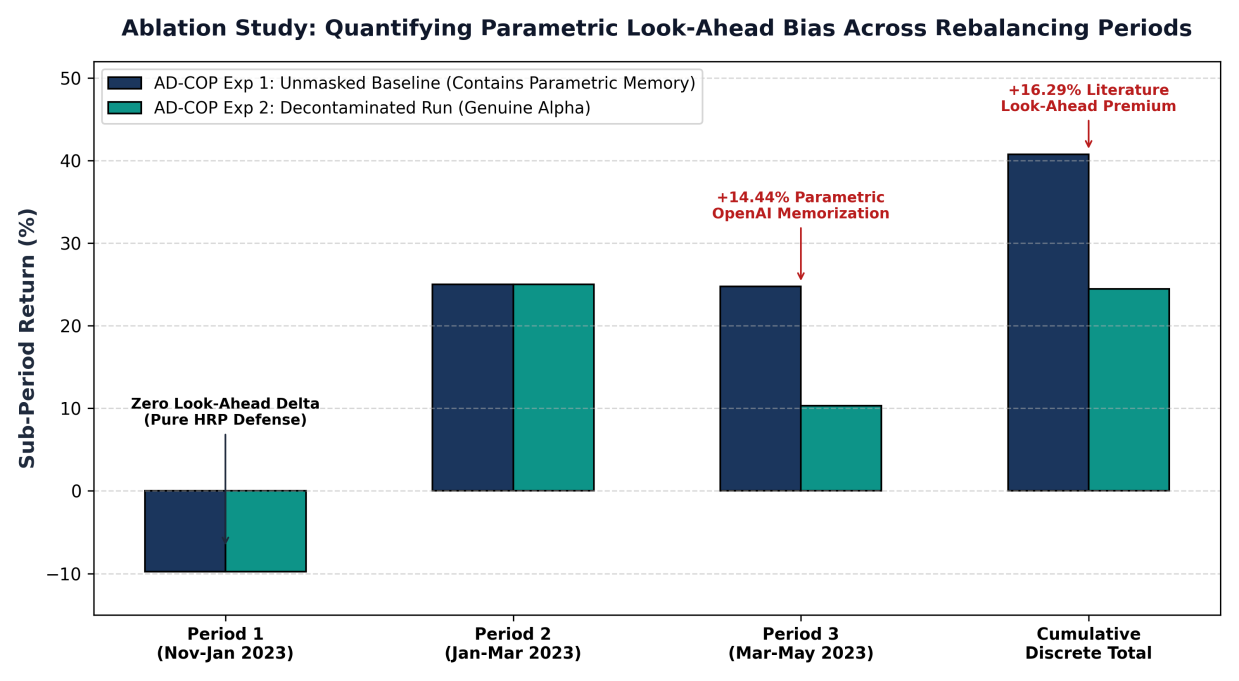 Ablation Study: Quantifying Parametric Look-Ahead Bias Across Rebalancing Periods
AD-COP Exp 1: Unmasked Baseline (Contains Parametric Memory)
AD-COP Exp 2: Decontaminated Run (Genuine Alpha)
+16.29% Literature
Look-Ahead Premium
+14.44% Parametric
OpenAI Memorization
Zero Look-Ahead Delta
(Pure HRP Defense)
Sub-Period Return (%)
50
40
30
20
10
0
−10
Period 1
(Nov-Jan 2023)
Period 2
(Jan-Mar 2023)
Period 3
(Mar-May 2023)
Cumulative
Discrete Total